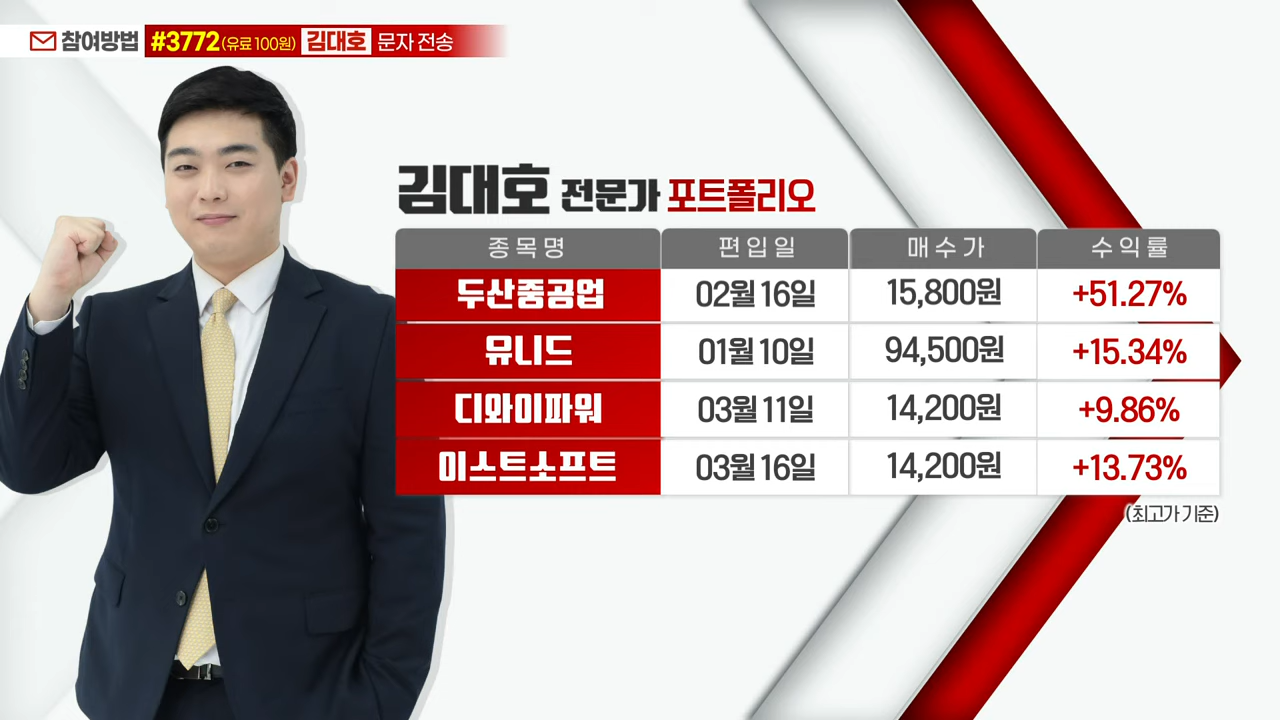 참여방법 #3772(유료 100원) 김대호 문자 전송
김대호 전문가 포트폴리오
종목명 편입일 매수가 수익률
두산중공업 02월 16일 15,800원 +51.27%
유니드 01월 10일 94,500원 +15.34%
디와이파워 03월 11일 14,200원 +9.86%
이스트소프트 03월 16일 14,200원 +13.73%
(최고가 기준)